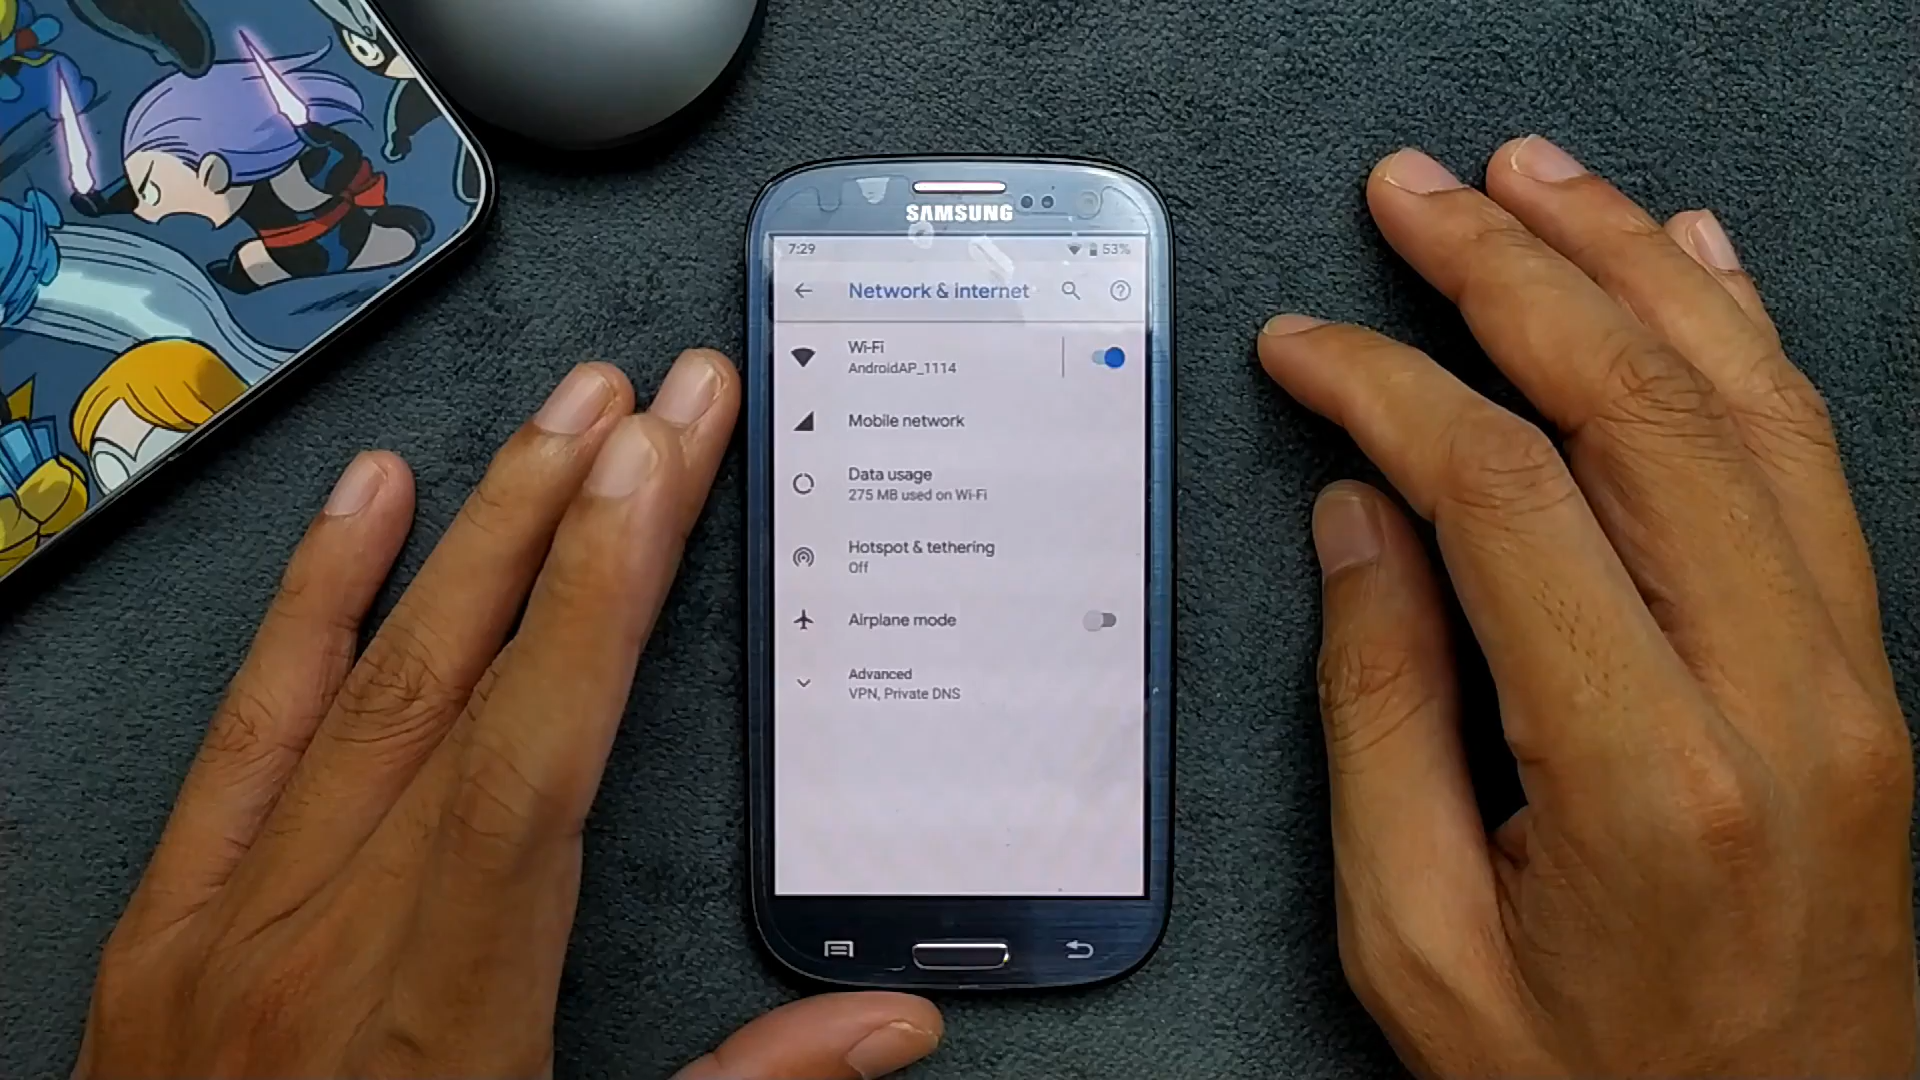 SAMSUNG
7:29
53%
Network & internet
Wi-Fi
AndroidAP_1114
Mobile network
Data usage
275 MB used on Wi-Fi
Hotspot & tethering
Off
Airplane mode
Advanced
VPN, Private DNS